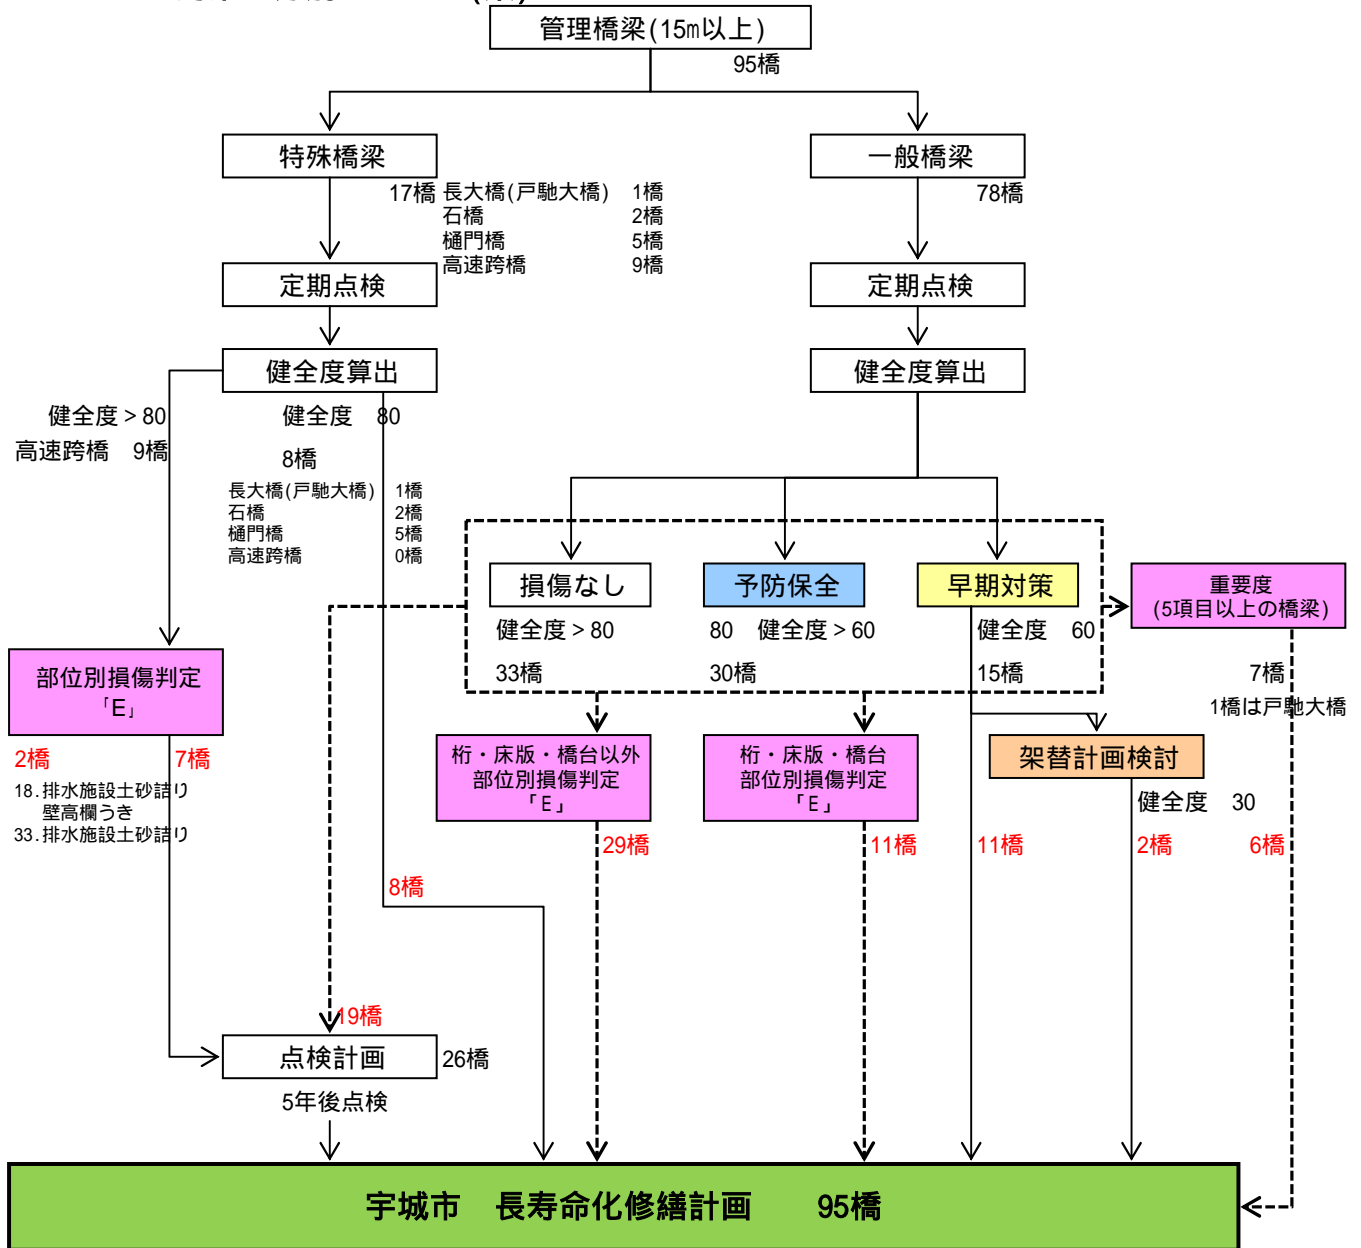 管理橋梁(15m以上)
95橋
特殊橋梁
一般橋梁
17橋
長大橋(戸馳大橋) 1橋
石橋 2橋
樋門橋 5橋
高速跨橋 9橋
78橋
定期点検
定期点検
健全度算出
健全度算出
健全度>80
高速跨橋 9橋
健全度 80
8橋
長大橋(戸馳大橋) 1橋
石橋 2橋
樋門橋 5橋
高速跨橋 0橋
損傷なし
予防保全
早期対策
重要度
(5項目以上の橋梁)
健全度>80
80 健全度>60
健全度 60
33橋
30橋
15橋
7橋
1橋は戸馳大橋
部位別損傷判定
「E」
2橋
7橋
18.排水施設土砂詰り
壁高欄うき
33.排水施設土砂詰り
桁・床版・橋台以外
部位別損傷判定
「E」
桁・床版・橋台
部位別損傷判定
「E」
架替計画検討
健全度 30
29橋
11橋
11橋
2橋
6橋
8橋
19橋
点検計画
26橋
5年後点検
宇城市 長寿命化修繕計画 95橋